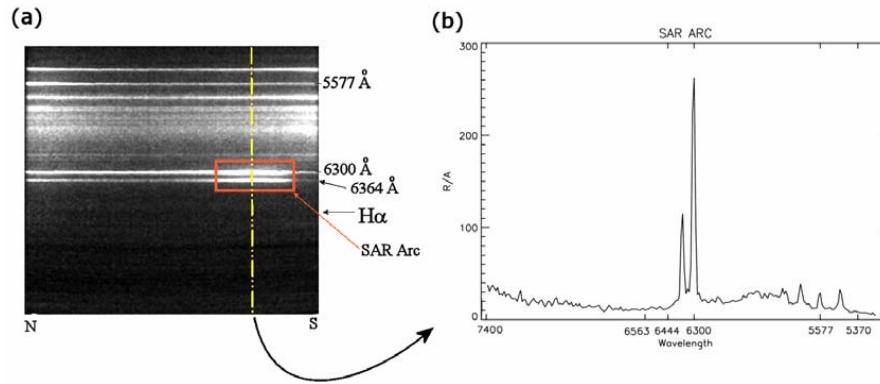 (a)
5577 Å
6300 Å
6364 Å
Hα
SAR Arc
N
S
(b)
SAR ARC
300
200
100
0
R/A
7400
6563
6444
6300
5577
5370
Wavelength